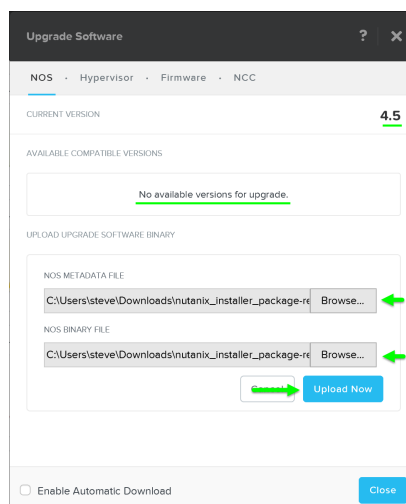 Upgrade Software ? ×
NOS · Hypervisor · Firmware · NCC
CURRENT VERSION 4.5
AVAILABLE COMPATIBLE VERSIONS
No available versions for upgrade.
UPLOAD UPGRADE SOFTWARE BINARY
NOS METADATA FILE
C:\Users\steve\Downloads\nutanix_installer_package-re Browse...
NOS BINARY FILE
C:\Users\steve\Downloads\nutanix_installer_package-re Browse...
Cancel Upload Now
Enable Automatic Download Close